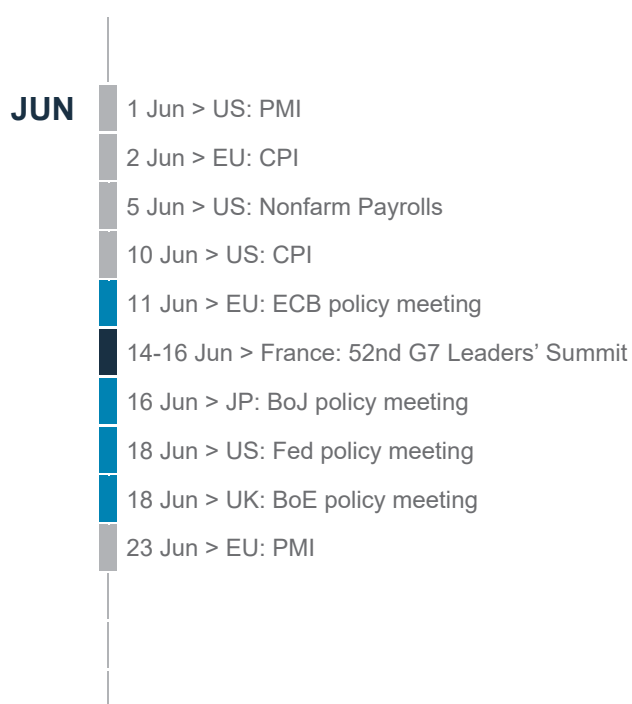 JUN
1 Jun > US: PMI
2 Jun > EU: CPI
5 Jun > US: Nonfarm Payrolls
10 Jun > US: CPI
11 Jun > EU: ECB policy meeting
14-16 Jun > France: 52nd G7 Leaders’ Summit
16 Jun > JP: BoJ policy meeting
18 Jun > US: Fed policy meeting
18 Jun > UK: BoE policy meeting
23 Jun > EU: PMI